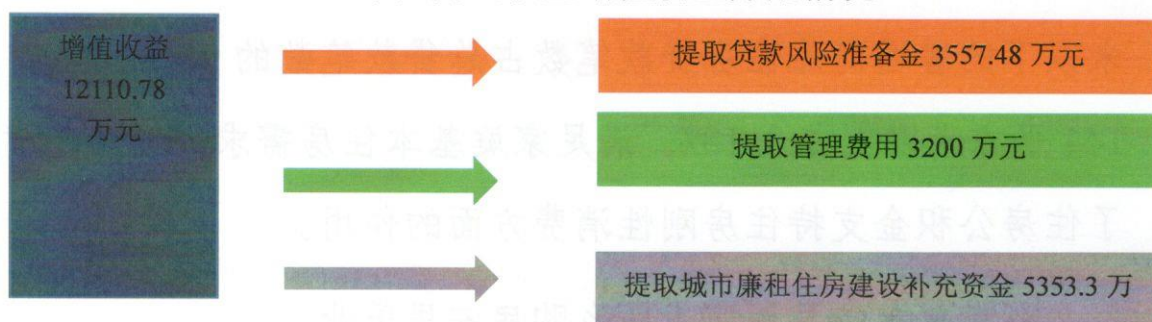 增值收益
12110.78
万元
提取贷款风险准备金 3557.48 万元
提取管理费用 3200 万元
提取城市廉租住房建设补充资金 5353.3 万